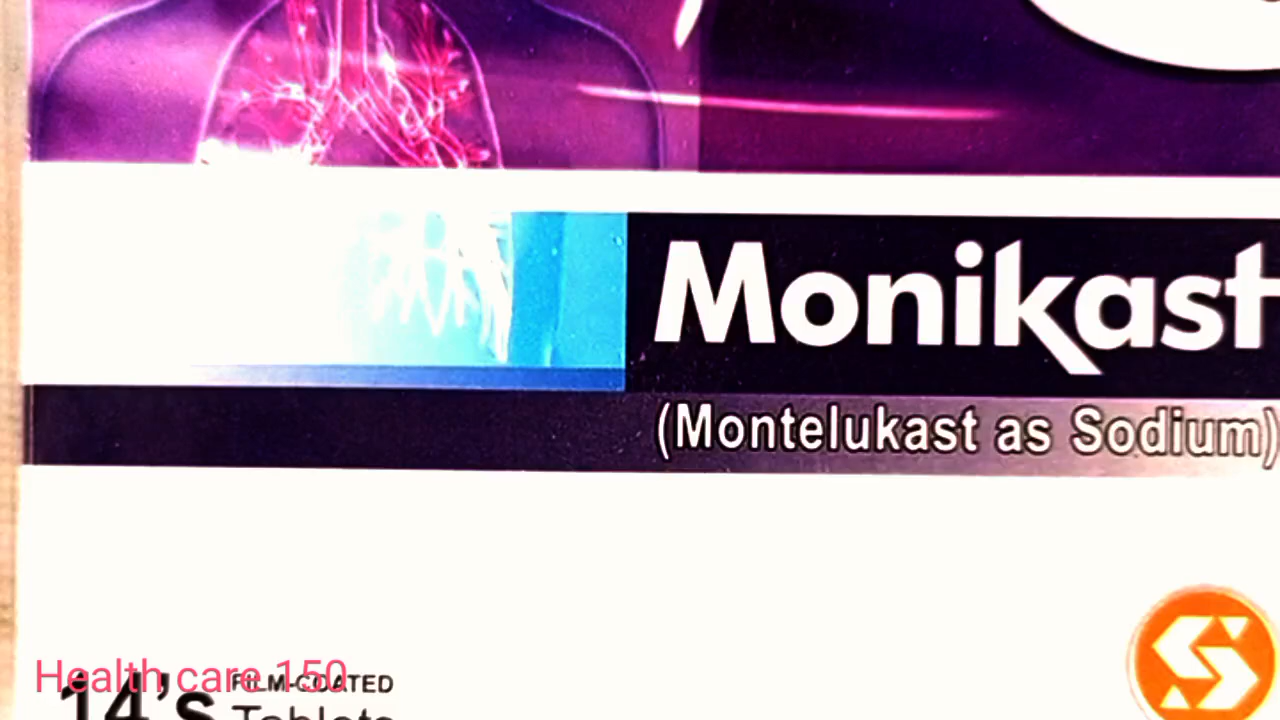 Monikast
(Montelukast as Sodium)
Health care 150
14's FILM-COATED
Tablets